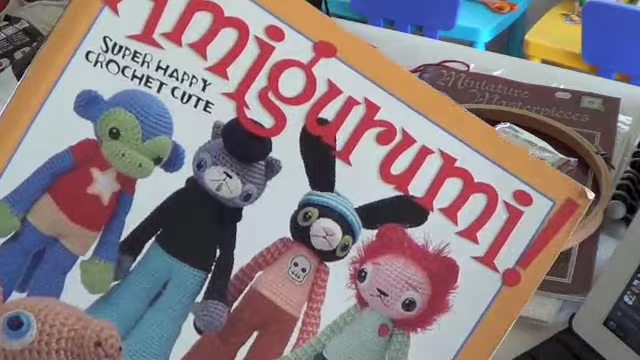 Amigurumi!
SUPER HAPPY
CROCHET CUTE
Miniature
Masterpieces